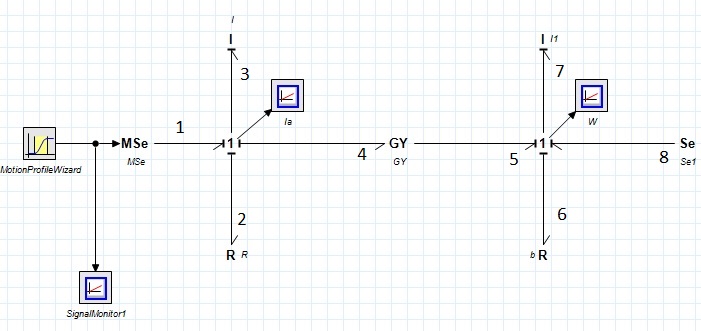 I
I
I I1
3
7
Ia
W
1
MSe
1
GY
1
Se
MotionProfileWizard
MSe
4
GY
5
8
Se1
2
6
R R
b R
SignalMonitor1